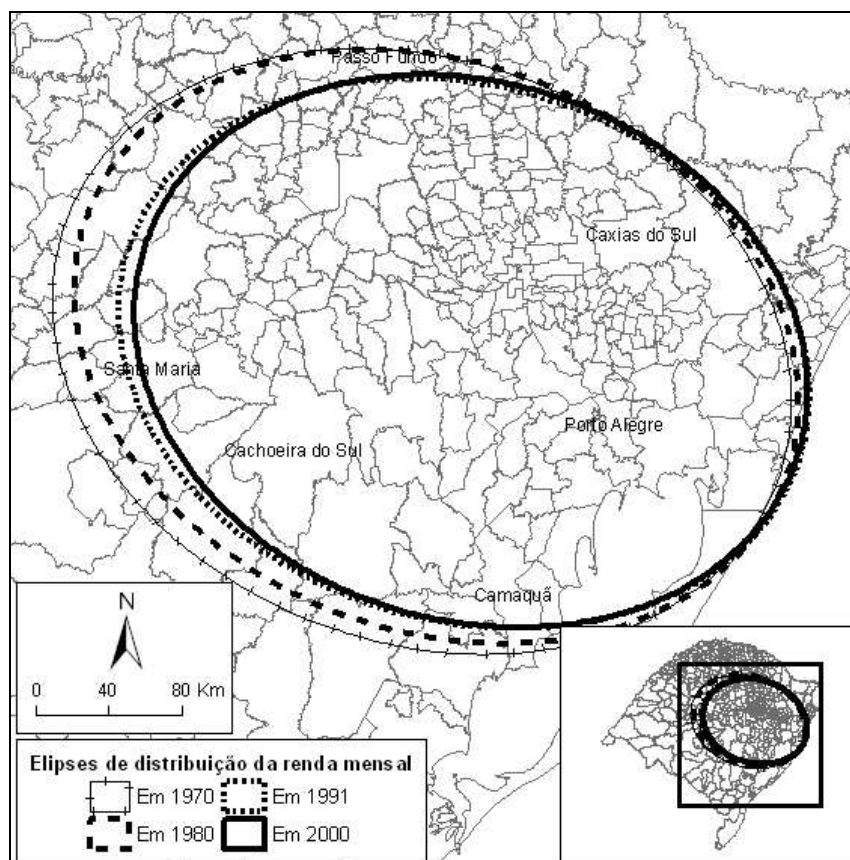 Passo Fundo
Caxias do Sul
Santa Maria
Porto Alegre
Cachoeira do Sul
Camaquã
N
0 40 80 Km
Elipses de distribuição da renda mensal
Em 1970 Em 1991
Em 1980 Em 2000